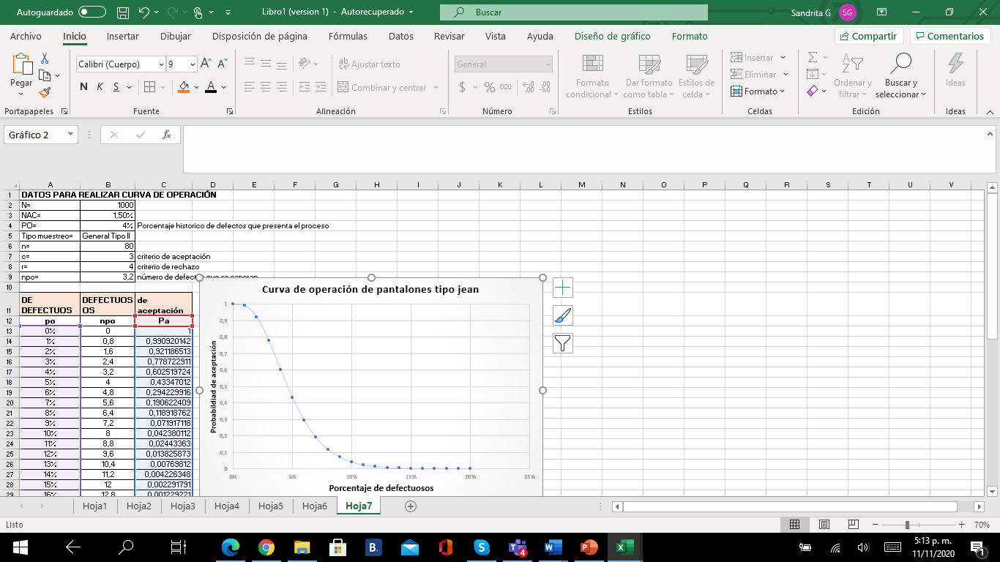 Autoguardado
Libro1 (version 1) - Autorecuperado
Buscar
Sandrita G
SG
Archivo Inicio Insertar Dibujar Disposición de página Fórmulas Datos Revisar Vista Ayuda Diseño de gráfico Formato
Compartir Comentarios
Pegar
Calibri (Cuerpo) 9
N K S
Ajustar texto
Combinar y centrar
General
$ % 000
Formato condicional
Dar formato como tabla
Estilos de celda
Insertar
Eliminar
Formato
Ordenar y filtrar
Buscar y seleccionar
Ideas
Portapapeles Fuente Alineación Número Estilos Celdas Edición Ideas
Gráfico 2
fx
A B C D E F G H I J K L M N O P Q R S T U V
1 DATOS PARA REALIZAR CURVA DE OPERACIÓN
2 N= 1000
3 NAC= 1,50%
4 PO= 4% Porcentaje historico de defectos que presenta el proceso
5 Tipo muestreo= General Tipo II
6 n= 80
7 c= 3 criterio de aceptación
8 r= 4 criterio de rechazo
9 npo= 3,2 número de
10
11 DE DEFECTUOS DEFECTUOS OS de aceptación
12 po npo Pa
13 0% 0 1
14 1% 0,8 0,990920142
15 2% 1,6 0,921186513
16 3% 2,4 0,778722911
17 4% 3,2 0,602519724
18 5% 4 0,43347012
19 6% 4,8 0,294229916
20 7% 5,6 0,190622409
21 8% 6,4 0,118918762
22 9% 7,2 0,071917118
23 10% 8 0,042380112
24 11% 8,8 0,02443363
25 12% 9,6 0,013825873
26 13% 10,4 0,00769812
27 14% 11,2 0,004226348
28 15% 12 0,002291791
29 16% 12,8 0,001229221
Curva de operación de pantalones tipo jean
Probabilidiad de aceptación
1
0,9
0,8
0,7
0,6
0,5
0,4
0,3
0,2
0,1
0
0% 5% 10% 15% 20% 25%
Porcentaje de defectuosos
Hoja1 Hoja2 Hoja3 Hoja4 Hoja5 Hoja6 Hoja7
Listo
70%
5:13 p. m.
11/11/2020